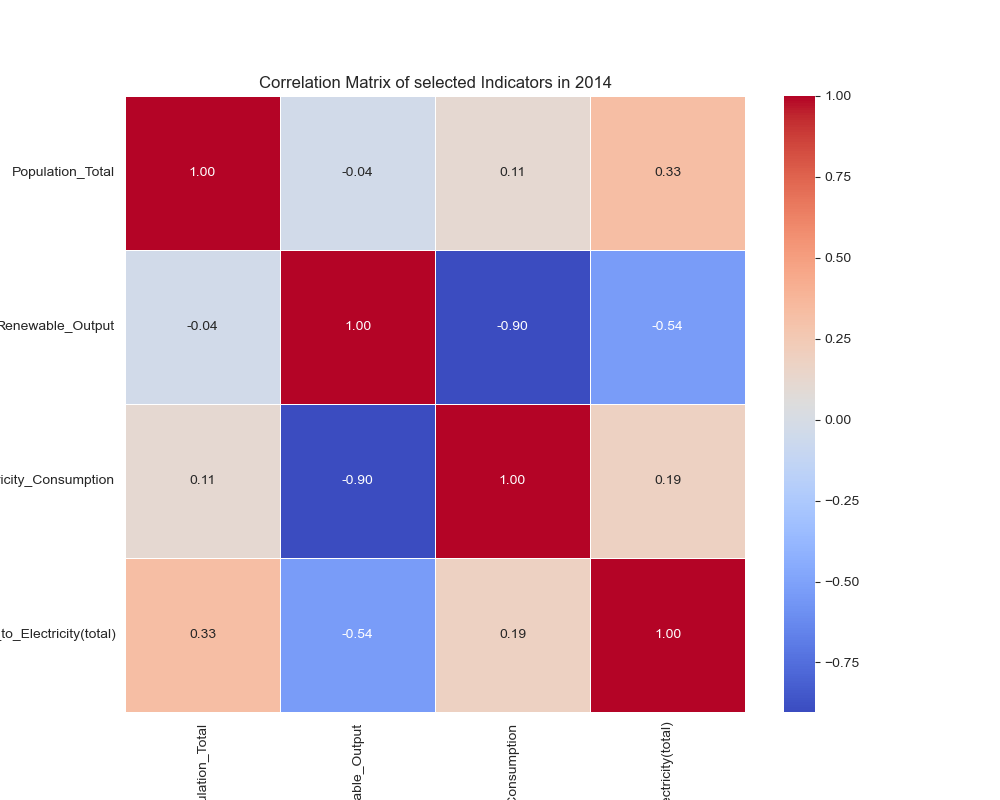 Correlation Matrix of selected Indicators in 2014
1.00
Population_Total 1.00 -0.04 0.11 0.33
0.75
0.50
Renewable_Output -0.04 1.00 -0.90 -0.54
0.25
0.00
ricity_Consumption 0.11 -0.90 1.00 0.19
−0.25
−0.50
_to_Electricity(total) 0.33 -0.54 0.19 1.00
−0.75
ulation_Total
able_Output
Consumption
ectricity(total)